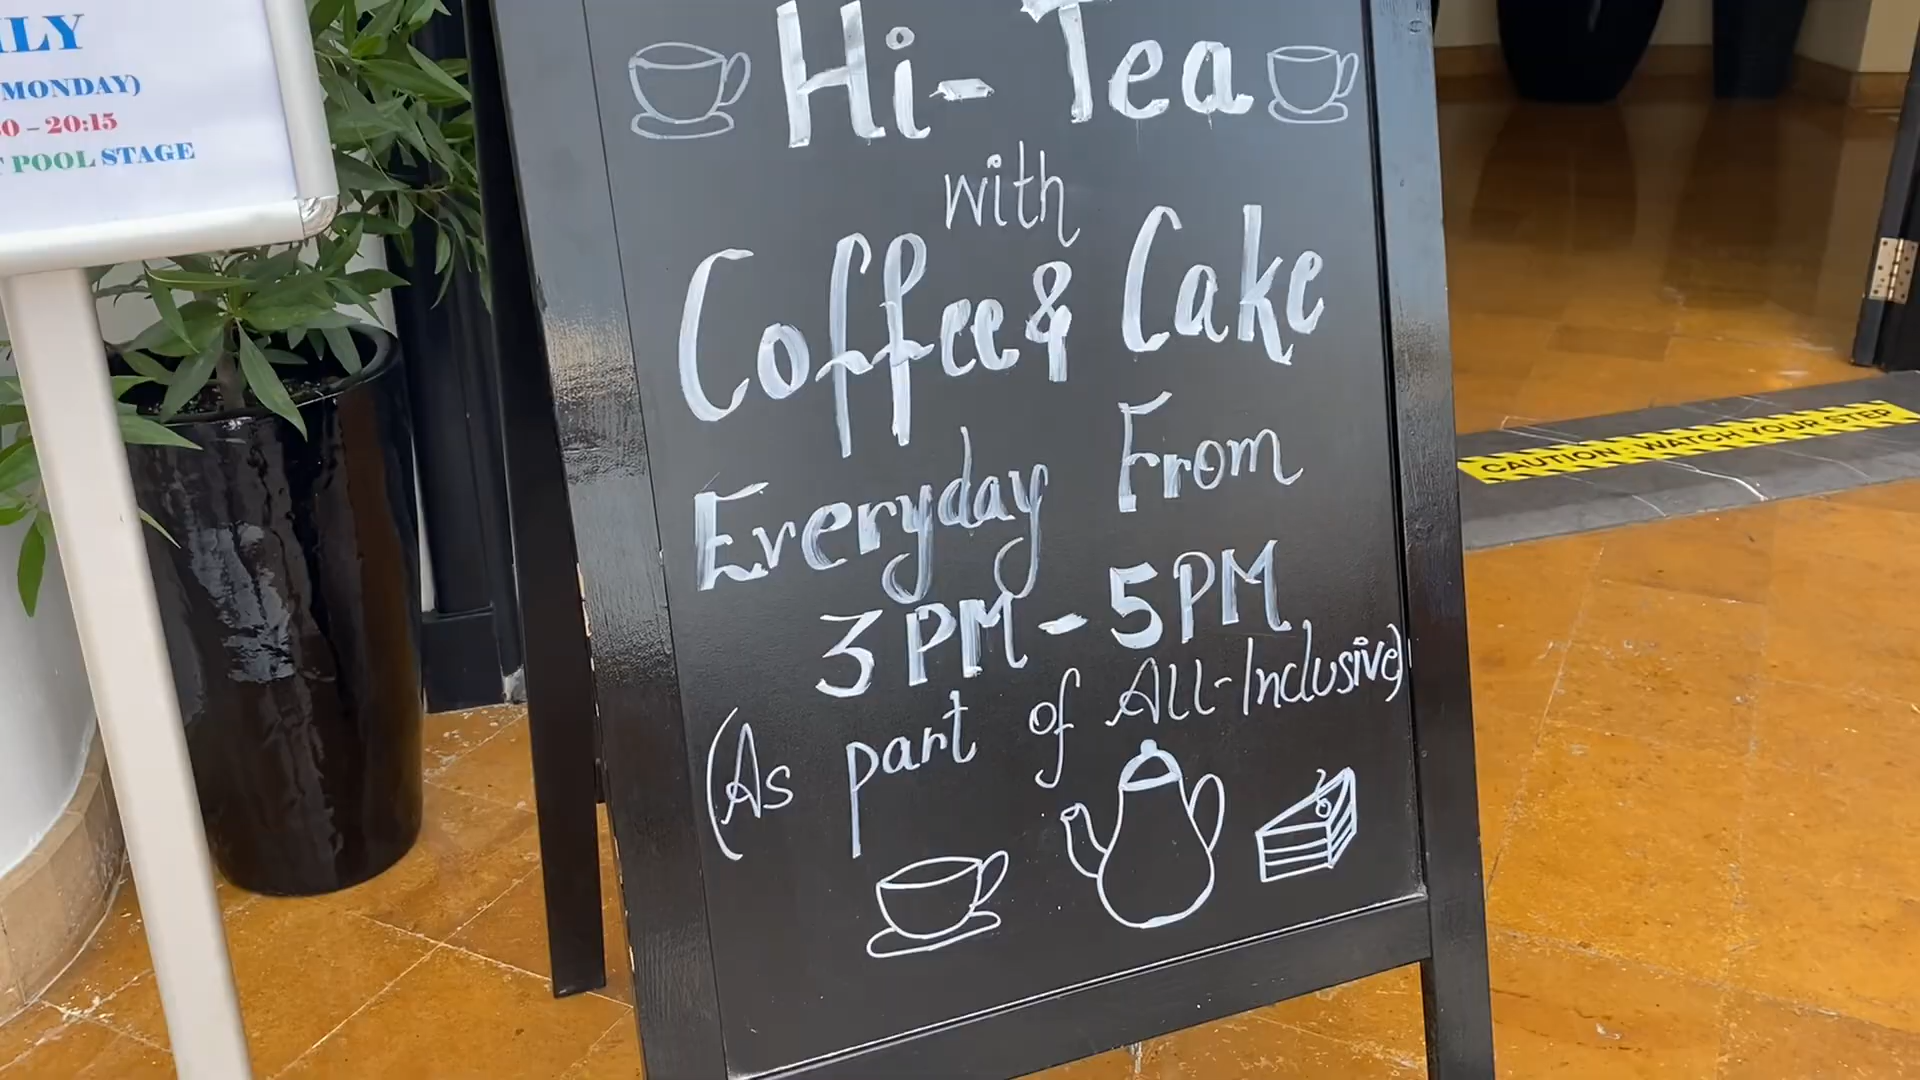 (MONDAY)
- 20:15
POOL STAGE
Hi-Tea
with
Coffee & Cake
Everyday From
3PM - 5PM
(As part of All-Inclusive)
CAUTION : WATCH YOUR STEP